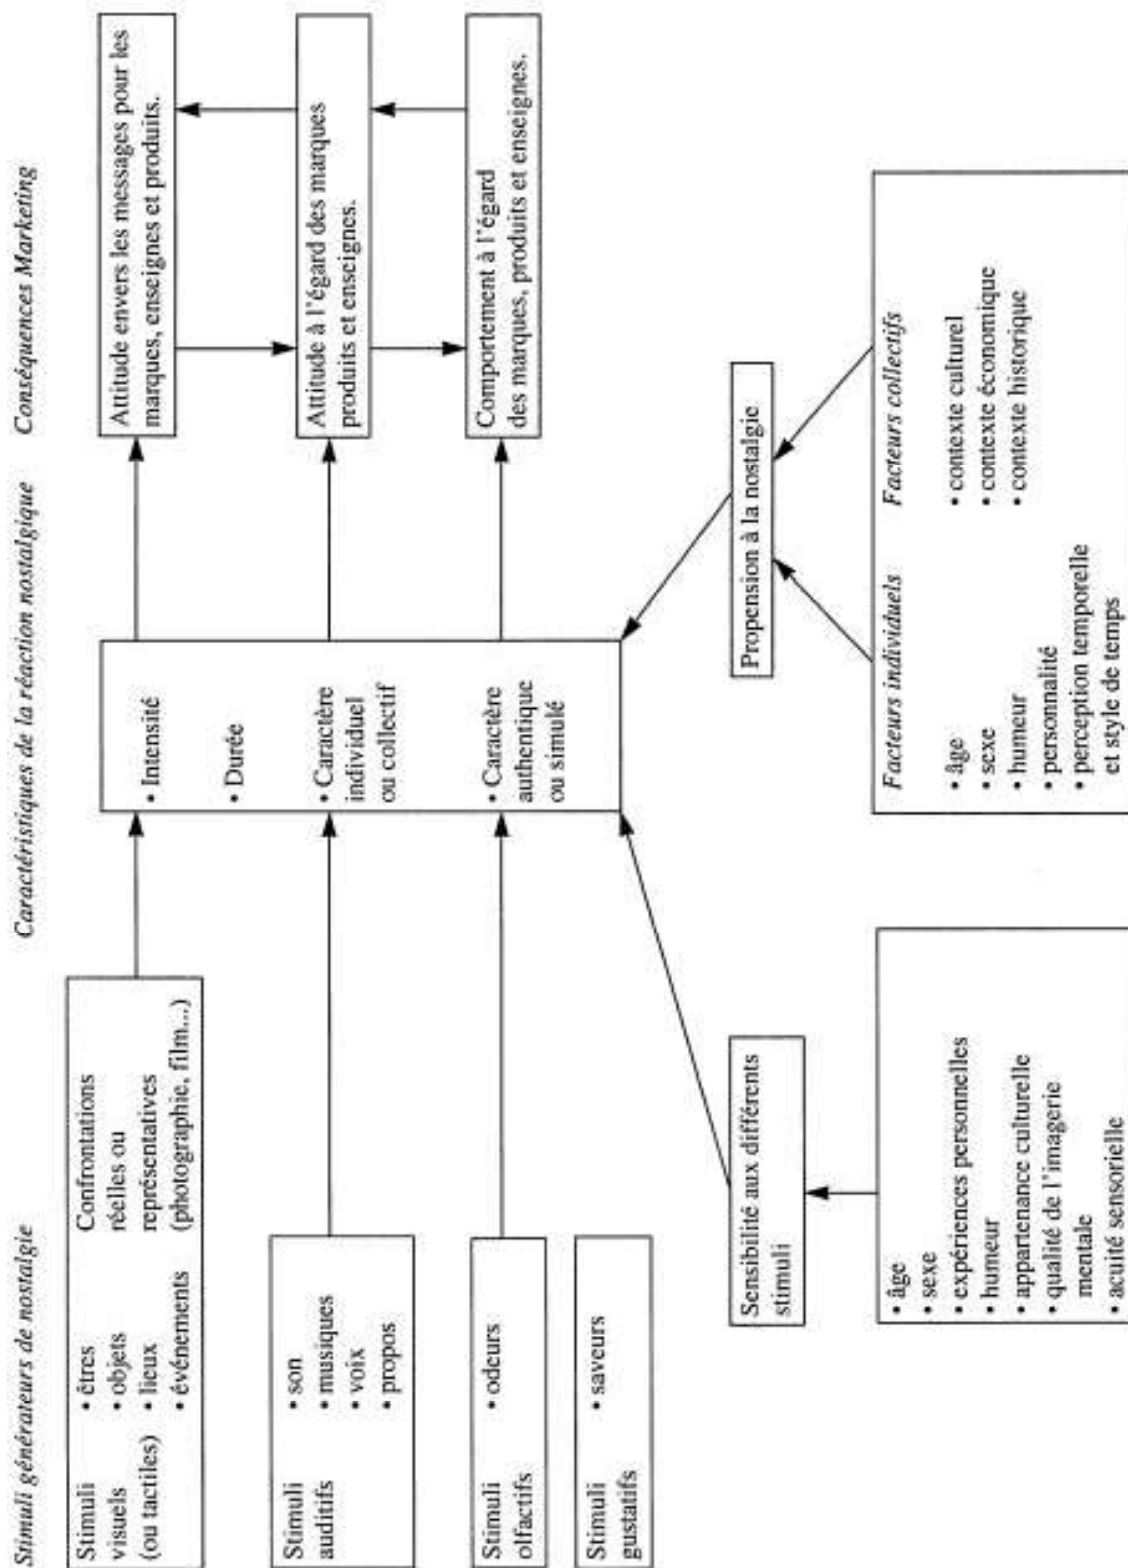 Stimuli générateurs de nostalgie
Caractéristiques de la réaction nostalgique
Conséquences Marketing
Stimuli
visuels
(ou tactiles)
• êtres
• objets
• lieux
• événements
Confrontations
réelles ou
représentatives
(photographie, film...)
Stimuli
auditifs
• son
• musiques
• voix
• propos
Stimuli
olfactifs
• odeurs
Stimuli
gustatifs
• saveurs
• Intensité
• Durée
• Caractère
individuel
ou collectif
• Caractère
authentique
ou simulé
Attitude envers les messages pour les
marques, enseignes et produits.
Attitude à l'égard des marques
produits et enseignes.
Comportement à l'égard
des marques, produits et enseignes.
Sensibilité aux différents
stimuli
• âge
• sexe
• expériences personnelles
• humeur
• appartenance culturelle
• qualité de l'imagerie
mentale
• acuité sensorielle
Propension à la nostalgie
Facteurs individuels
• âge
• sexe
• humeur
• personnalité
• perception temporelle
et style de temps
Facteurs collectifs
• contexte culturel
• contexte économique
• contexte historique